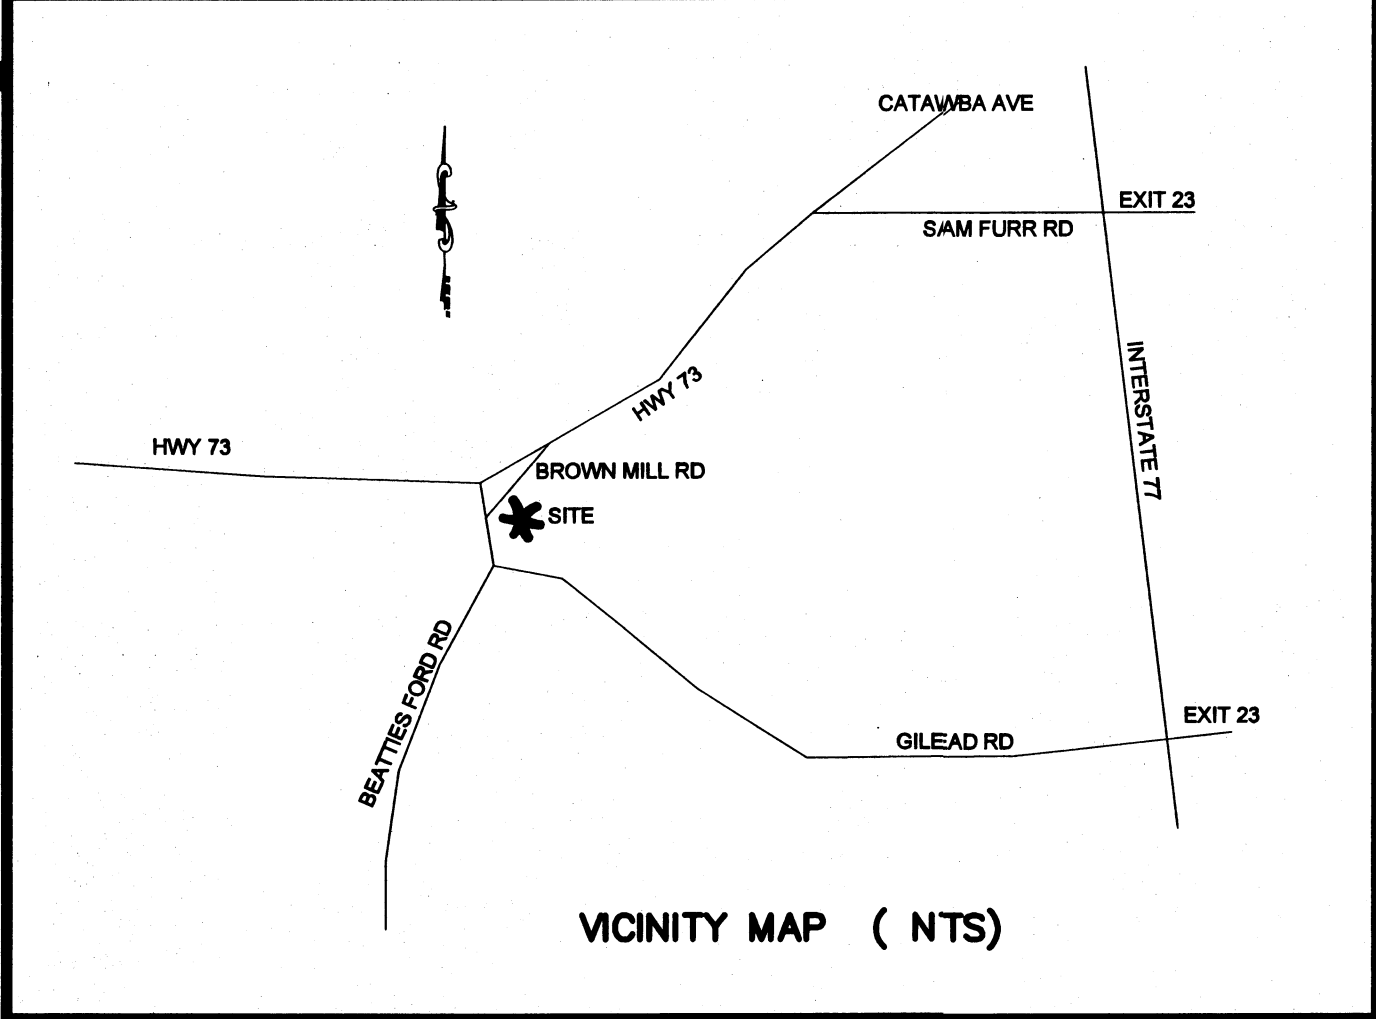 CATAWBA AVE
EXIT 23
SAM FURR RD
INTERSTATE 77
HWY 73
HWY 73
BROWN MILL RD
SITE
BEATTIES FORD RD
EXIT 23
GILEAD RD
VICINITY MAP ( NTS)